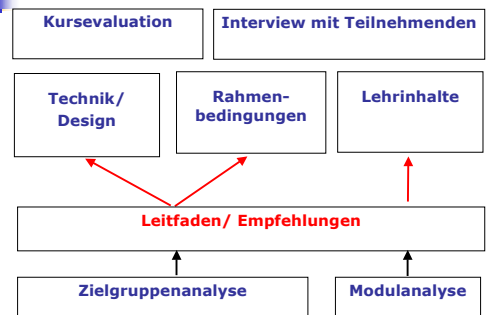 Kursevaluation
Interview mit Teilnehmenden
Technik/
Design
Rahmen-
bedingungen
Lehrinhalte
Leitfaden/ Empfehlungen
Zielgruppenanalyse
Modulanalyse